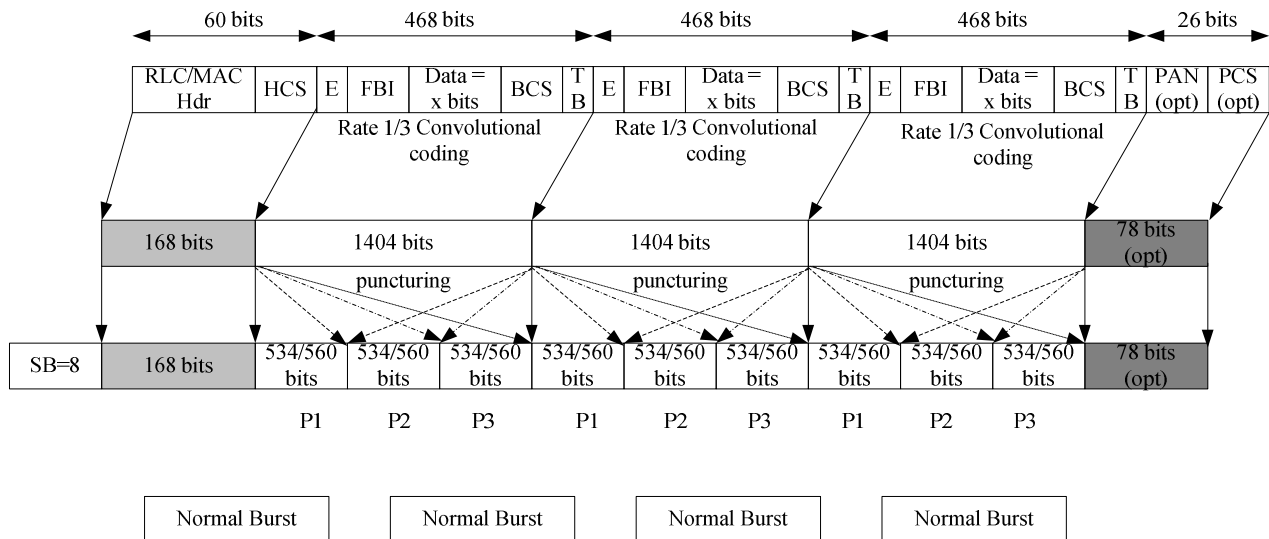 60 bits 468 bits 468 bits 468 bits 26 bits
RLC/MAC Hdr HCS E FBI Data = x bits BCS T B E FBI Data = x bits BCS T B E FBI Data = x bits BCS T B PAN (opt) PCS (opt)
Rate 1/3 Convolutional coding Rate 1/3 Convolutional coding Rate 1/3 Convolutional coding
168 bits 1404 bits 1404 bits 1404 bits 78 bits (opt)
puncturing puncturing puncturing
SB=8 168 bits 534/560 bits 534/560 bits 534/560 bits 534/560 bits 534/560 bits 534/560 bits 534/560 bits 534/560 bits 534/560 bits 78 bits (opt)
P1 P2 P3 P1 P2 P3 P1 P2 P3
Normal Burst Normal Burst Normal Burst Normal Burst